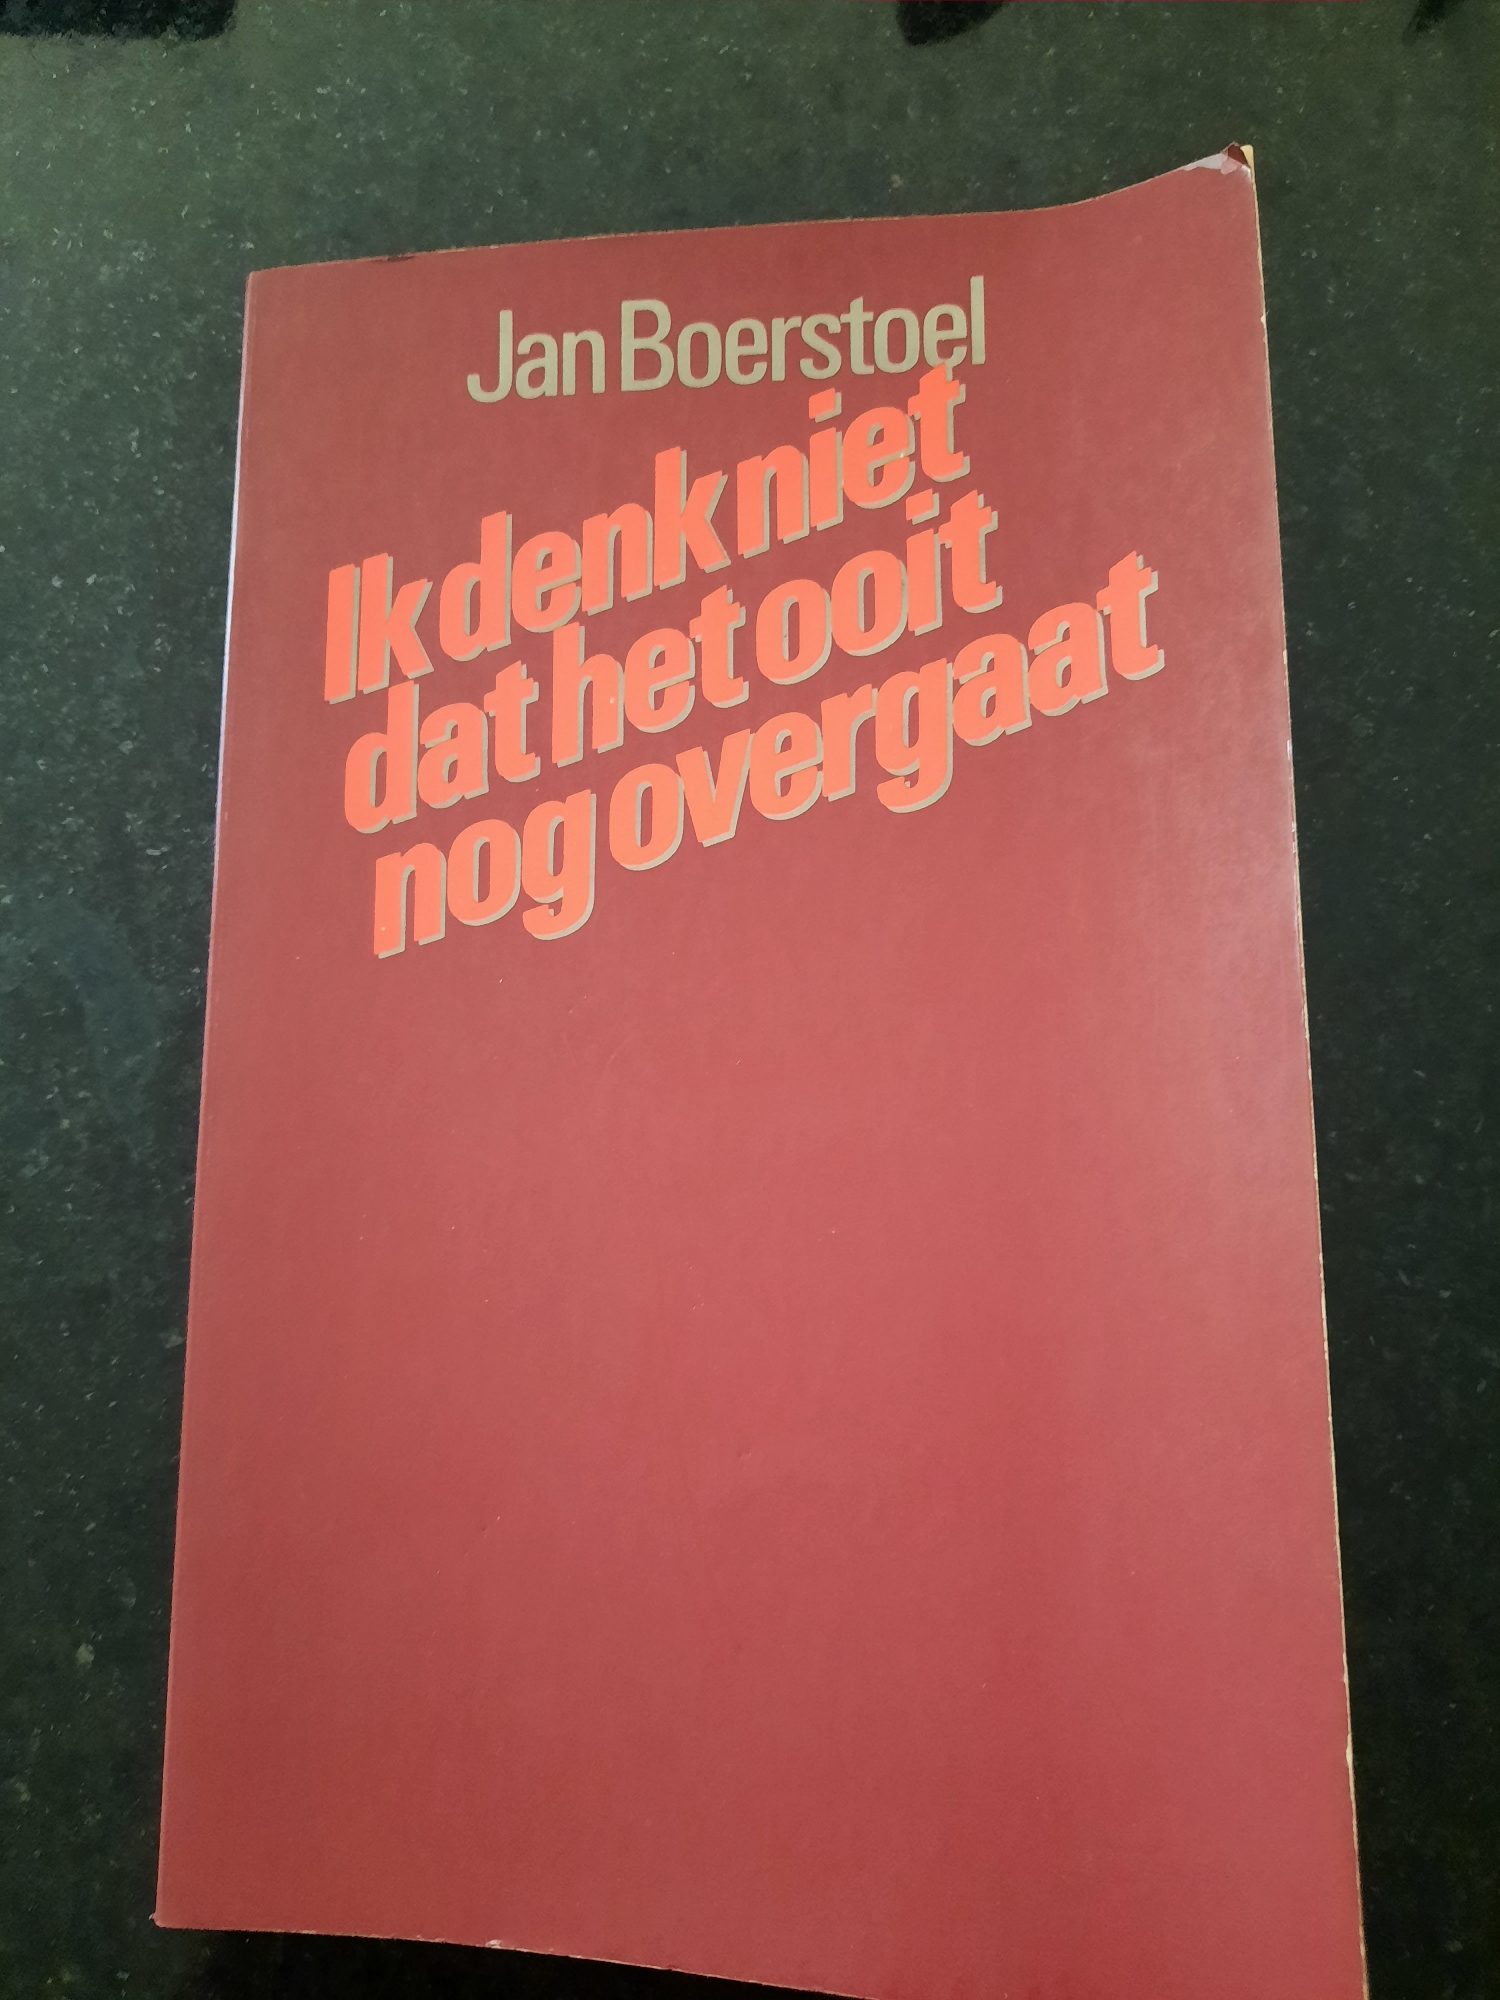 Jan Boerstoel
Ik denk niet
dat het ooit
nog overgaat